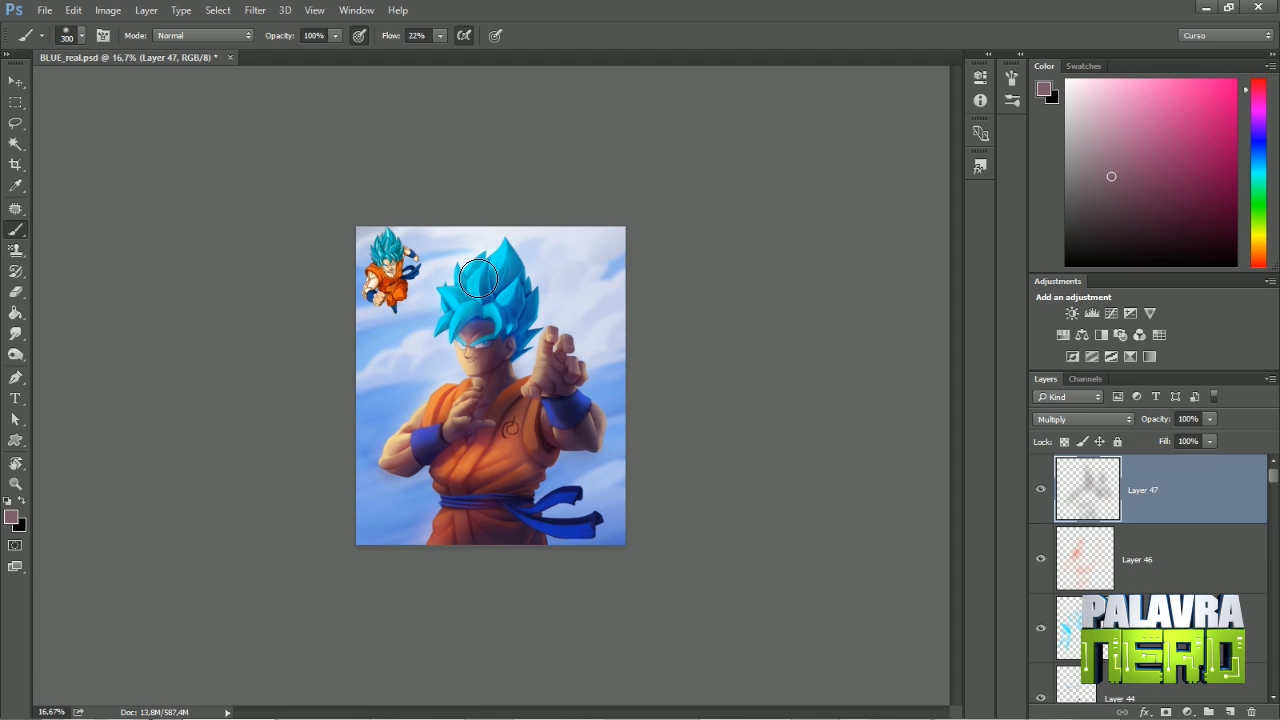 Ps File Edit Image Layer Type Select Filter 3D View Window Help
300 Mode: Normal Opacity: 100% Flow: 22% Curso
BLUE_real.psd @ 16,7% (Layer 47, RGB/8) *
Color Swatches
Adjustments
Add an adjustment
Layers Channels
Kind
Multiply Opacity: 100%
Lock: Fill: 100%
Layer 47
Layer 46
PALAVRA
NERD
Layer 44
16,67% Doc: 13,8M/587,4M